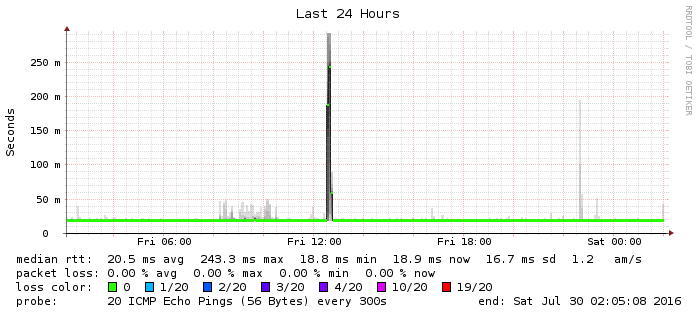 Last 24 Hours
RRDTOOL / TOBI OETIKER
Seconds
250 m
200 m
150 m
100 m
50 m
0
Fri 06:00 Fri 12:00 Fri 18:00 Sat 00:00
median rtt: 20.5 ms avg 243.3 ms max 18.8 ms min 18.9 ms now 16.7 ms sd 1.2 am/s
packet loss: 0.00 % avg 0.00 % max 0.00 % min 0.00 % now
loss color: 0 1/20 2/20 3/20 4/20 10/20 19/20
probe: 20 ICMP Echo Pings (56 Bytes) every 300s end: Sat Jul 30 02:05:08 2016